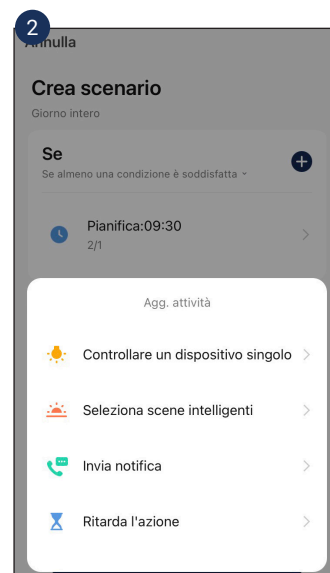 2
Annulla
Crea scenario
Giorno intero
Se
Se almeno una condizione è soddisfatta
Pianifica:09:30
2/1
Agg. attività
Controllare un dispositivo singolo
Seleziona scene intelligenti
Invia notifica
Ritarda l'azione